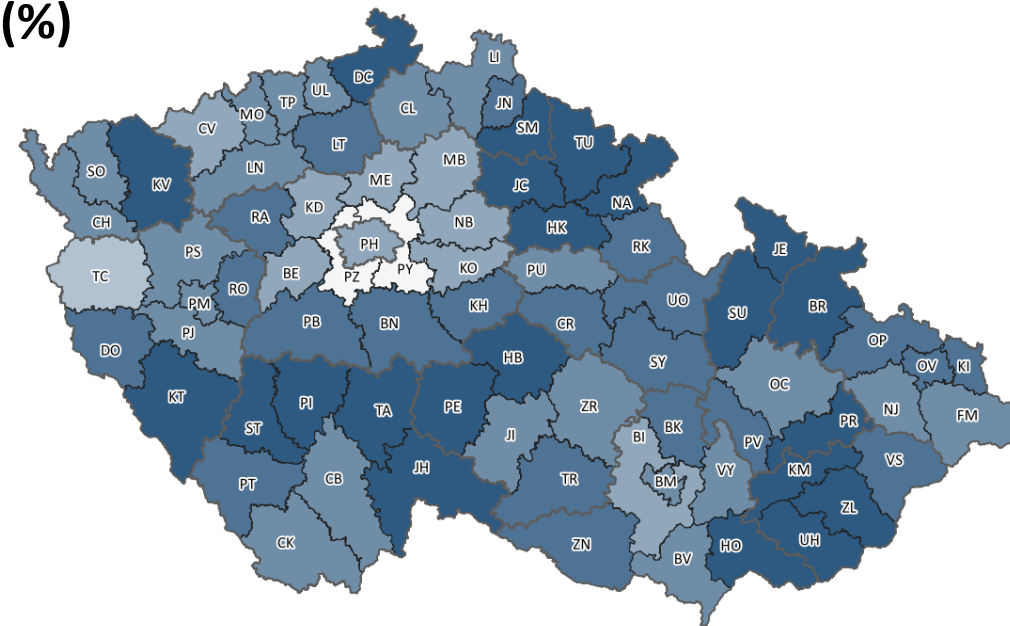 (%)
LI
DC
TP
UL
JN
MO
CL
CV
SM
LT
TU
MB
LN
SO
ME
KV
JC
NA
KD
RA
CH
NB
HK
PH
RK
JE
PS
TC
BE
PZ
PY
KO
PU
RO
PM
UO
BR
KH
SU
PB
BN
CR
PJ
OP
DO
HB
SY
OV
KI
OC
KT
PI
TA
PE
ZR
NJ
FM
PR
ST
JI
BI
BK
PV
VS
CB
JH
TR
BM
VY
KM
PT
ZL
CK
ZN
HO
UH
BV